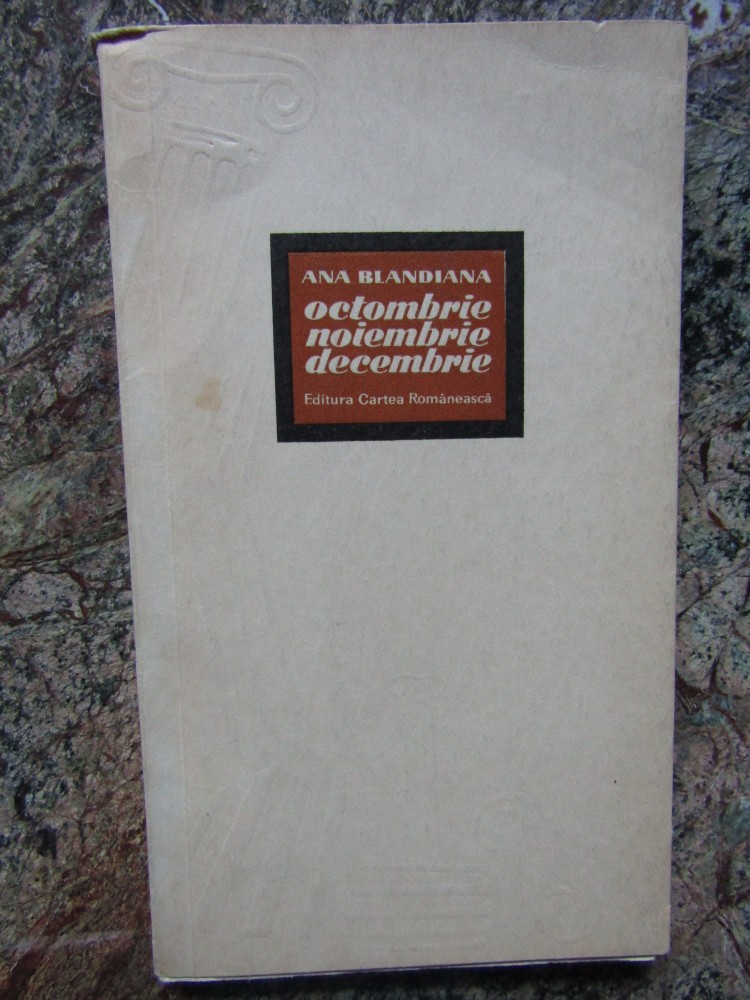 ANA BLANDIANA
octombrie
noiembrie
decembrie
Editura Cartea Românească